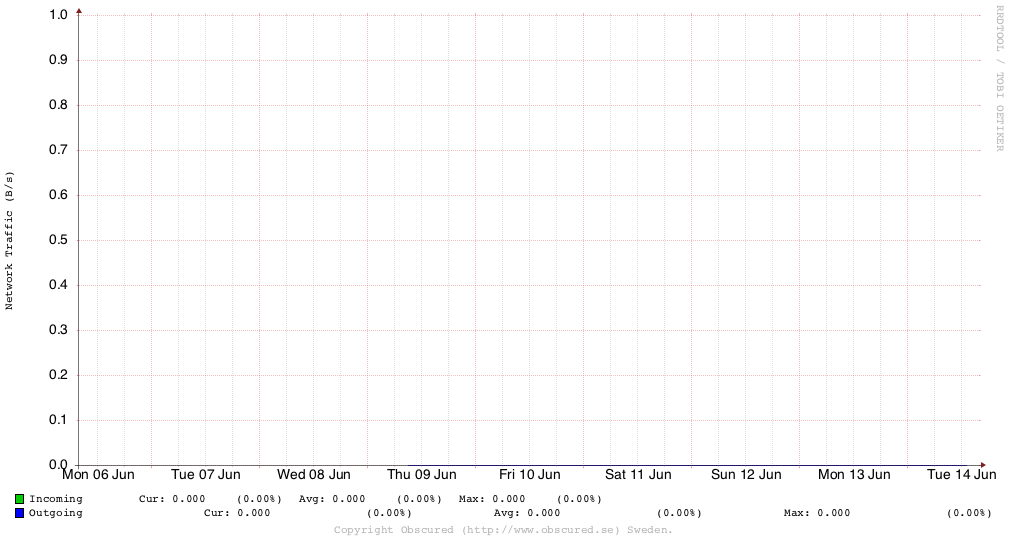 RRDTOOL / TOBI OETIKER
Network Traffic (B/s)
1.0
0.9
0.8
0.7
0.6
0.5
0.4
0.3
0.2
0.1
0.0
Mon 06 Jun Tue 07 Jun Wed 08 Jun Thu 09 Jun Fri 10 Jun Sat 11 Jun Sun 12 Jun Mon 13 Jun Tue 14 Jun
Incoming Cur: 0.000 (0.00%) Avg: 0.000 (0.00%) Max: 0.000 (0.00%)
Outgoing Cur: 0.000 (0.00%) Avg: 0.000 (0.00%) Max: 0.000 (0.00%)
Copyright Obscured (http://www.obscured.se) Sweden.